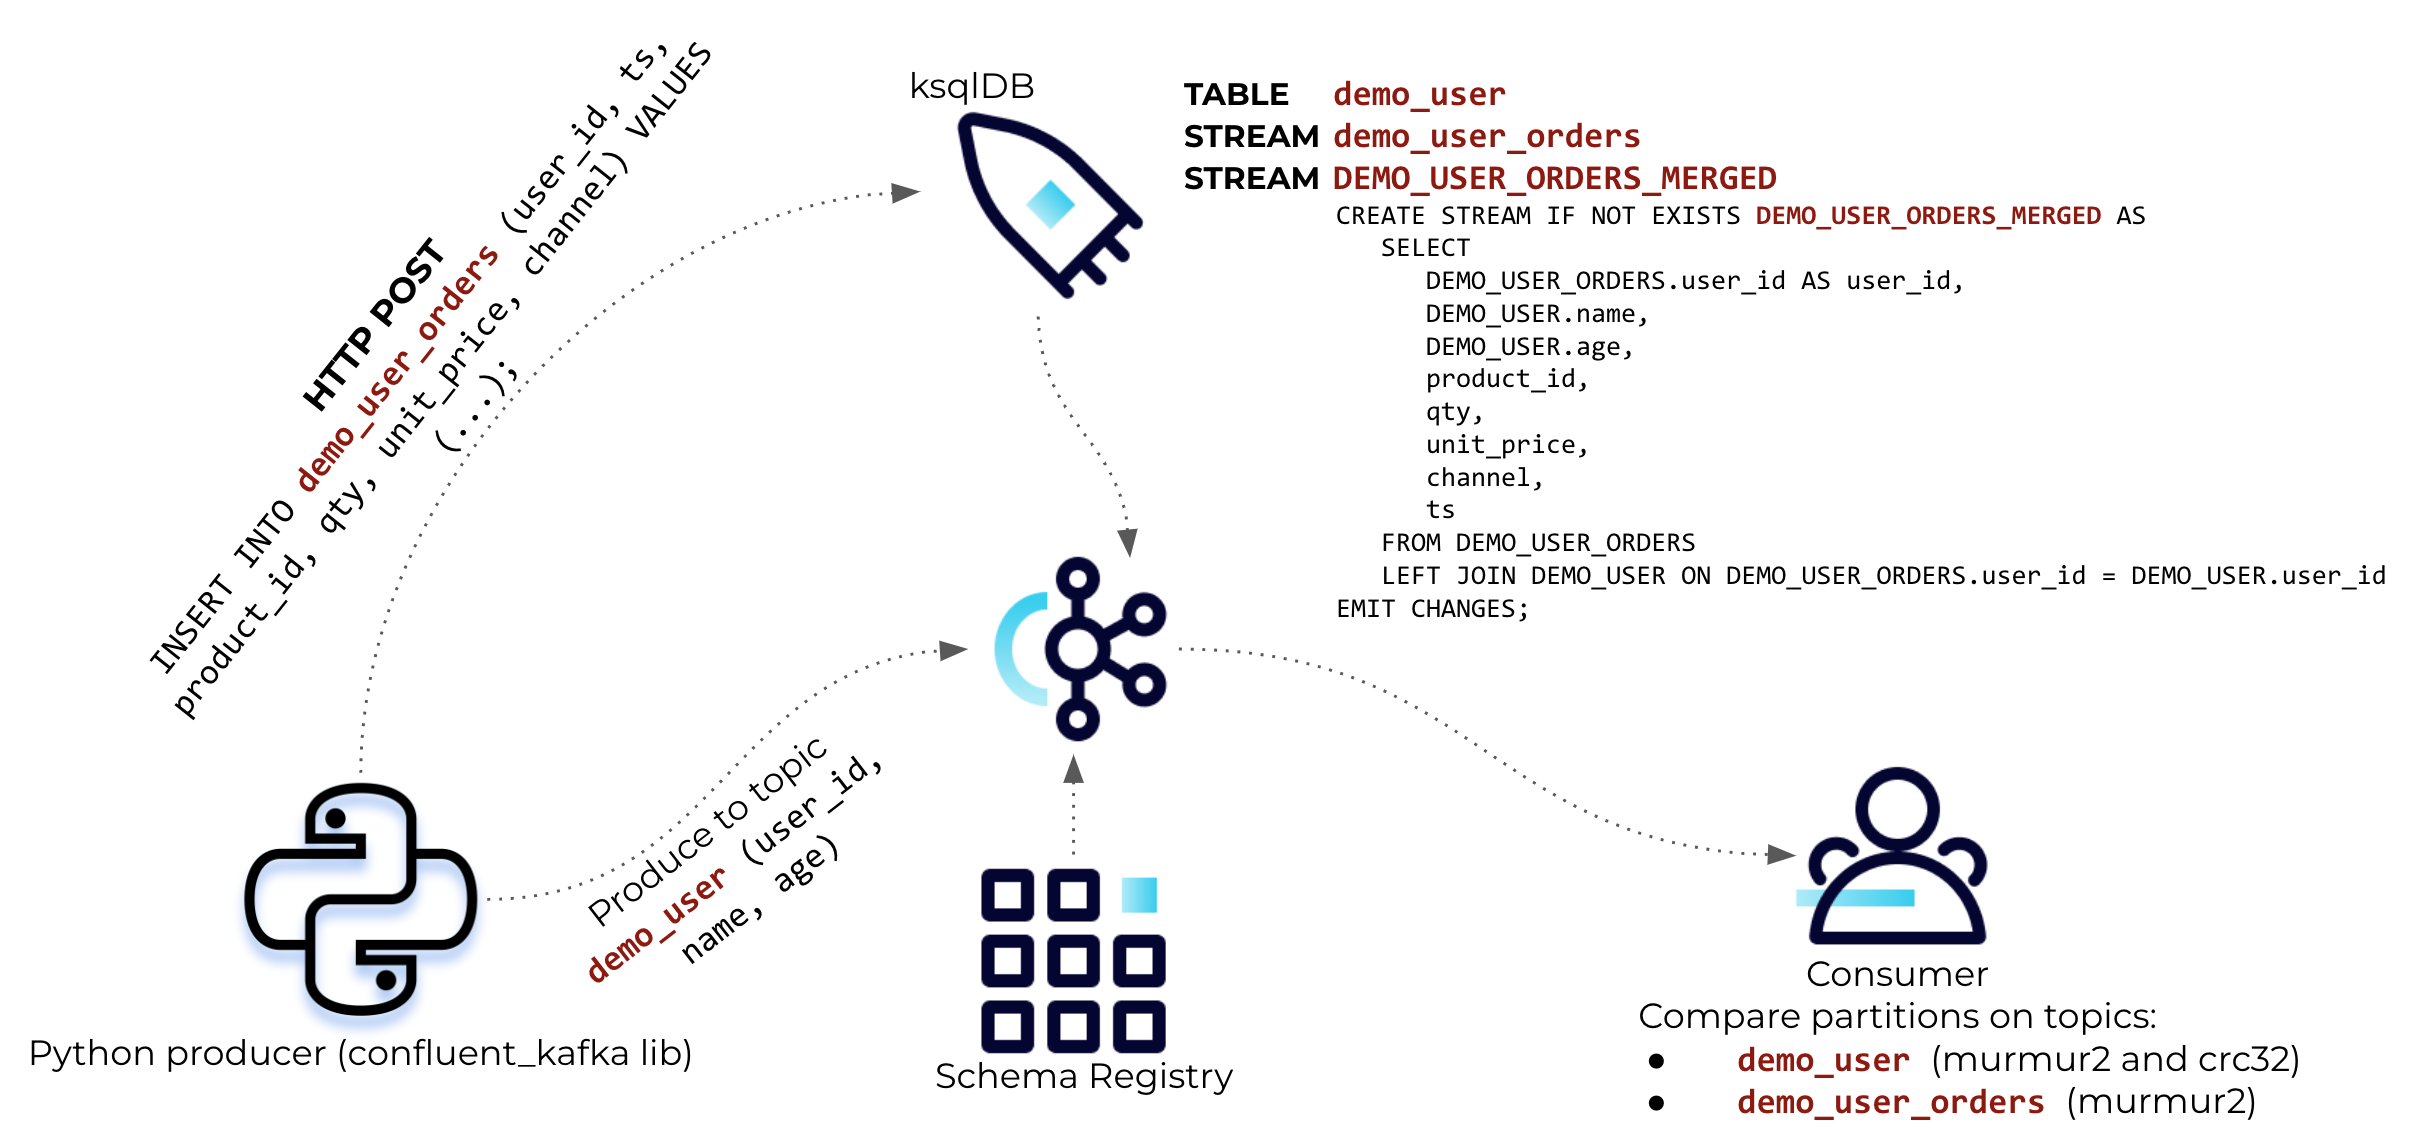 HTTP POST
INSERT INTO demo_user_orders (user_id, ts,
product_id, qty, unit_price, channel) VALUES
(...);
ksqlDB
TABLE demo_user
STREAM demo_user_orders
STREAM DEMO_USER_ORDERS_MERGED
CREATE STREAM IF NOT EXISTS DEMO_USER_ORDERS_MERGED AS
SELECT
DEMO_USER_ORDERS.user_id AS user_id,
DEMO_USER.name,
DEMO_USER.age,
product_id,
qty,
unit_price,
channel,
ts
FROM DEMO_USER_ORDERS
LEFT JOIN DEMO_USER ON DEMO_USER_ORDERS.user_id = DEMO_USER.user_id
EMIT CHANGES;
Produce to topic
demo_user (user_id,
name, age)
Python producer (confluent_kafka lib)
Schema Registry
Consumer
Compare partitions on topics:
● demo_user (murmur2 and crc32)
● demo_user_orders (murmur2)